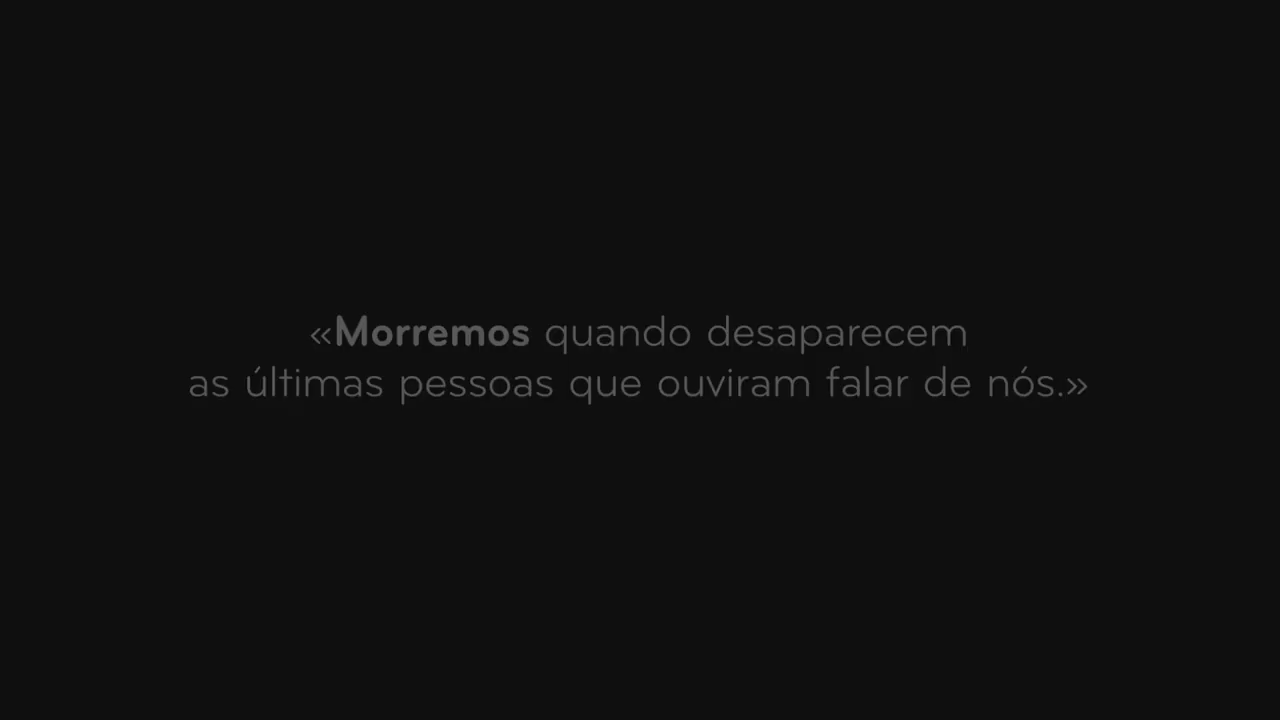 «Morremos quando desaparecem
as últimas pessoas que ouviram falar de nós.»